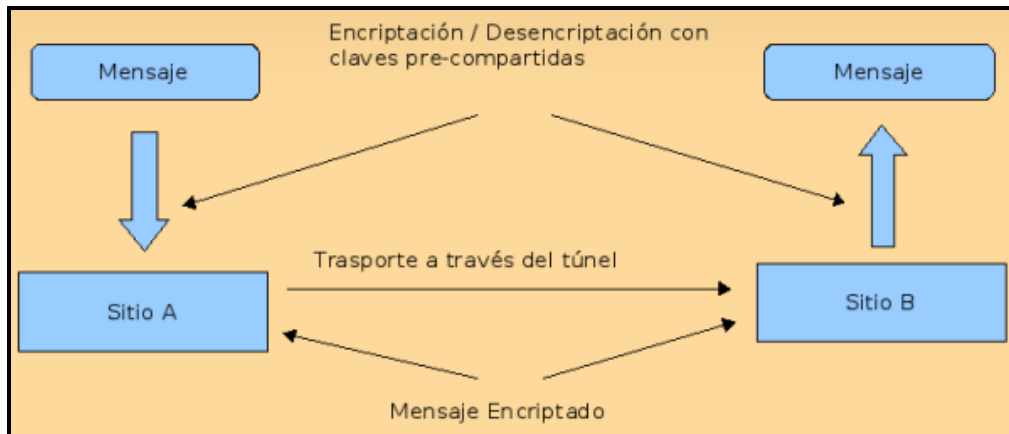 Encriptación / Desencriptación con
claves pre-compartidas
Mensaje
Mensaje
Trasporte a través del túnel
Sitio A
Sitio B
Mensaje Encriptado